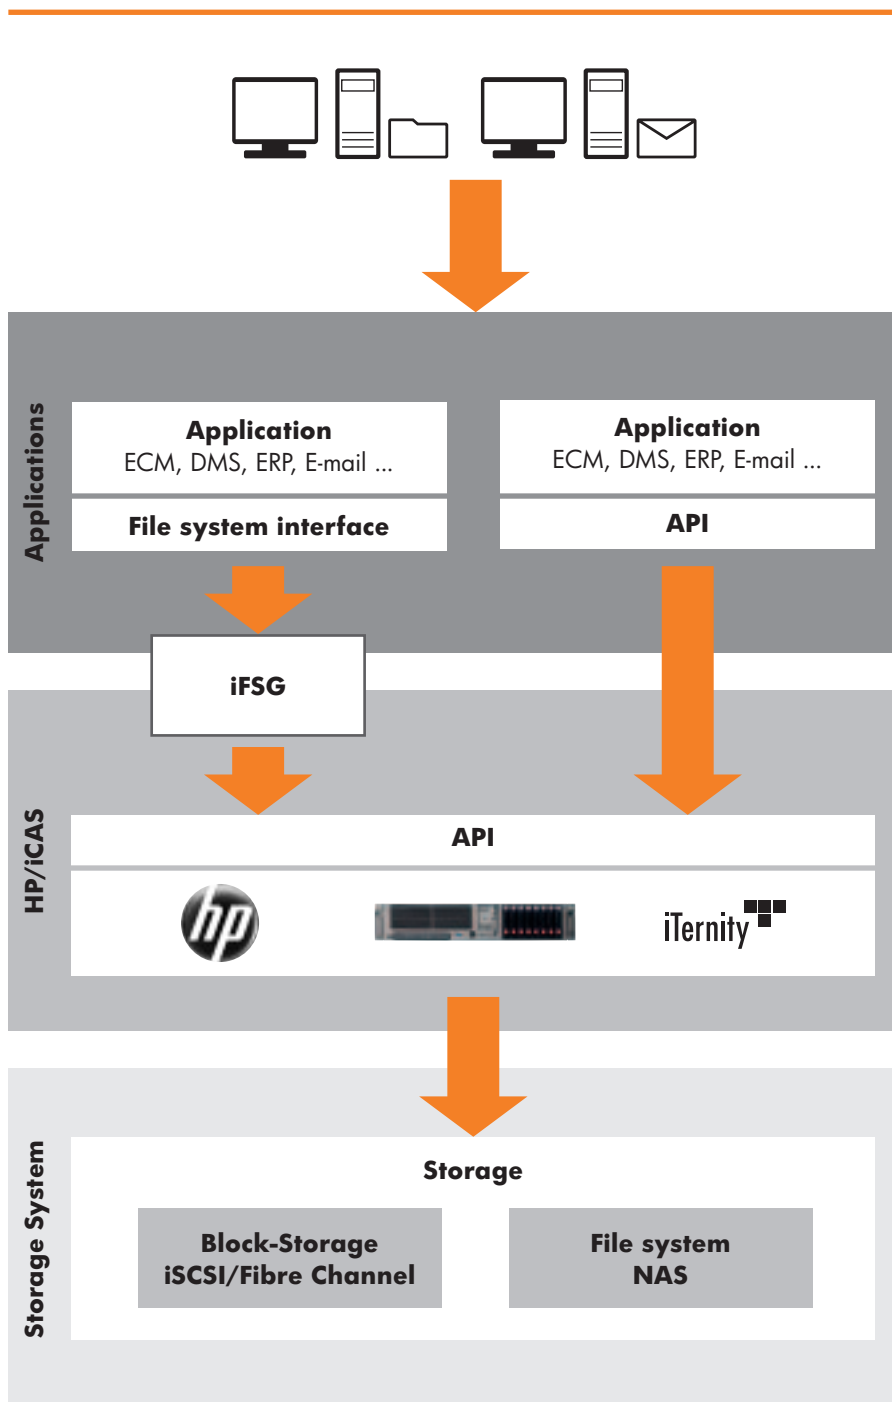 Applications
Application
ECM, DMS, ERP, E-mail ...
File system interface
Application
ECM, DMS, ERP, E-mail ...
API
iFSG
HP/iCAS
API
hp
iTernity
Storage System
Storage
Block-Storage
iSCSI/Fibre Channel
File system
NAS